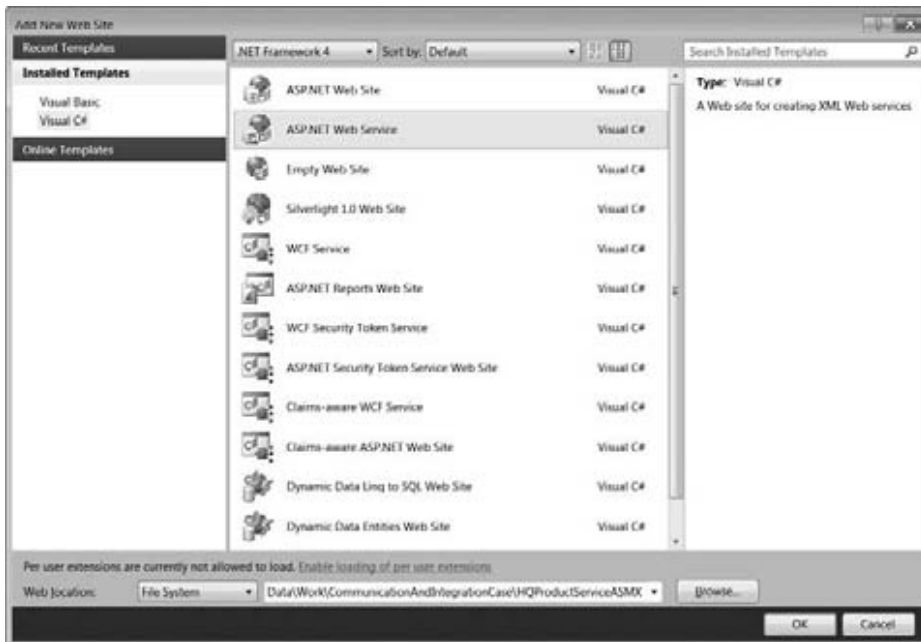 Add New Web Site
Recent Templates
.NET Framework 4
Sort by: Default
Search Installed Templates
Installed Templates
Visual Basic
Visual C#
Online Templates
ASP.NET Web Site Visual C#
ASP.NET Web Service Visual C#
Empty Web Site Visual C#
Silverlight 1.0 Web Site Visual C#
WCF Service Visual C#
ASP.NET Reports Web Site Visual C#
WCF Security Token Service Visual C#
ASP.NET Security Token Service Web Site Visual C#
Claims-aware WCF Service Visual C#
Claims-aware ASP.NET Web Site Visual C#
Dynamic Data Linq to SQL Web Site Visual C#
Dynamic Data Entities Web Site Visual C#
Type: Visual C#
A Web site for creating XML Web services
Per user extensions are currently not allowed to load. Enable loading of per user extensions
Web location: File System Data\Work\CommunicationAndIntegrationCase\HQProductServiceASMX Browse...
OK Cancel